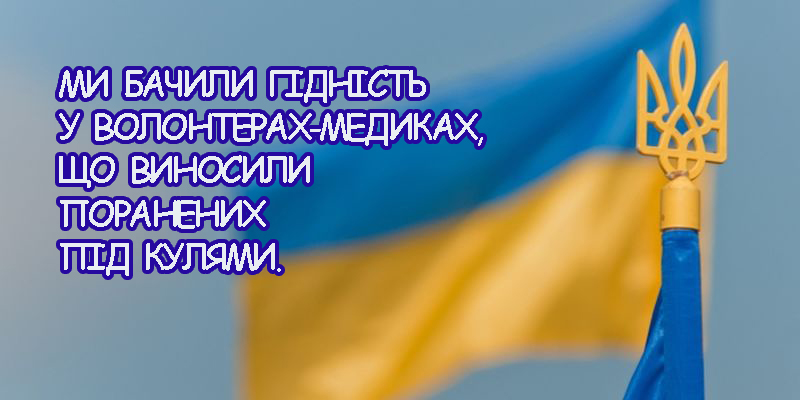 МИ БАЧИЛИ ГІДНІСТЬ
У ВОЛОНТЕРАХ-МЕДИКАХ,
ЩО ВИНОСИЛИ
ПОРАНЕНИХ
ПІД КУЛЯМИ.